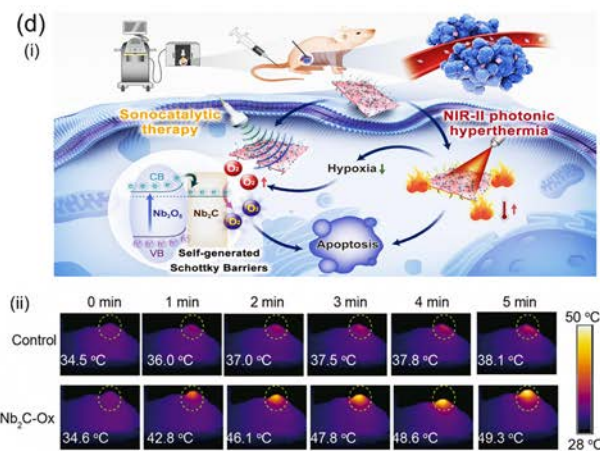 (d)
(i)
Sonocatalytic
therapy
NIR-II photonic
hyperthermia
Hypoxia
CB
O₂
O₂
Nb₂O₅
Nb₂C
VB
Self-generated
Schottky Barriers
Apoptosis
(ii)
0 min 1 min 2 min 3 min 4 min 5 min
Control
34.5 °C 36.0 °C 37.0 °C 37.5 °C 37.8 °C 38.1 °C
50 °C
Nb₂C-Ox
34.6 °C 42.8 °C 46.1 °C 47.8 °C 48.6 °C 49.3 °C
28 °C